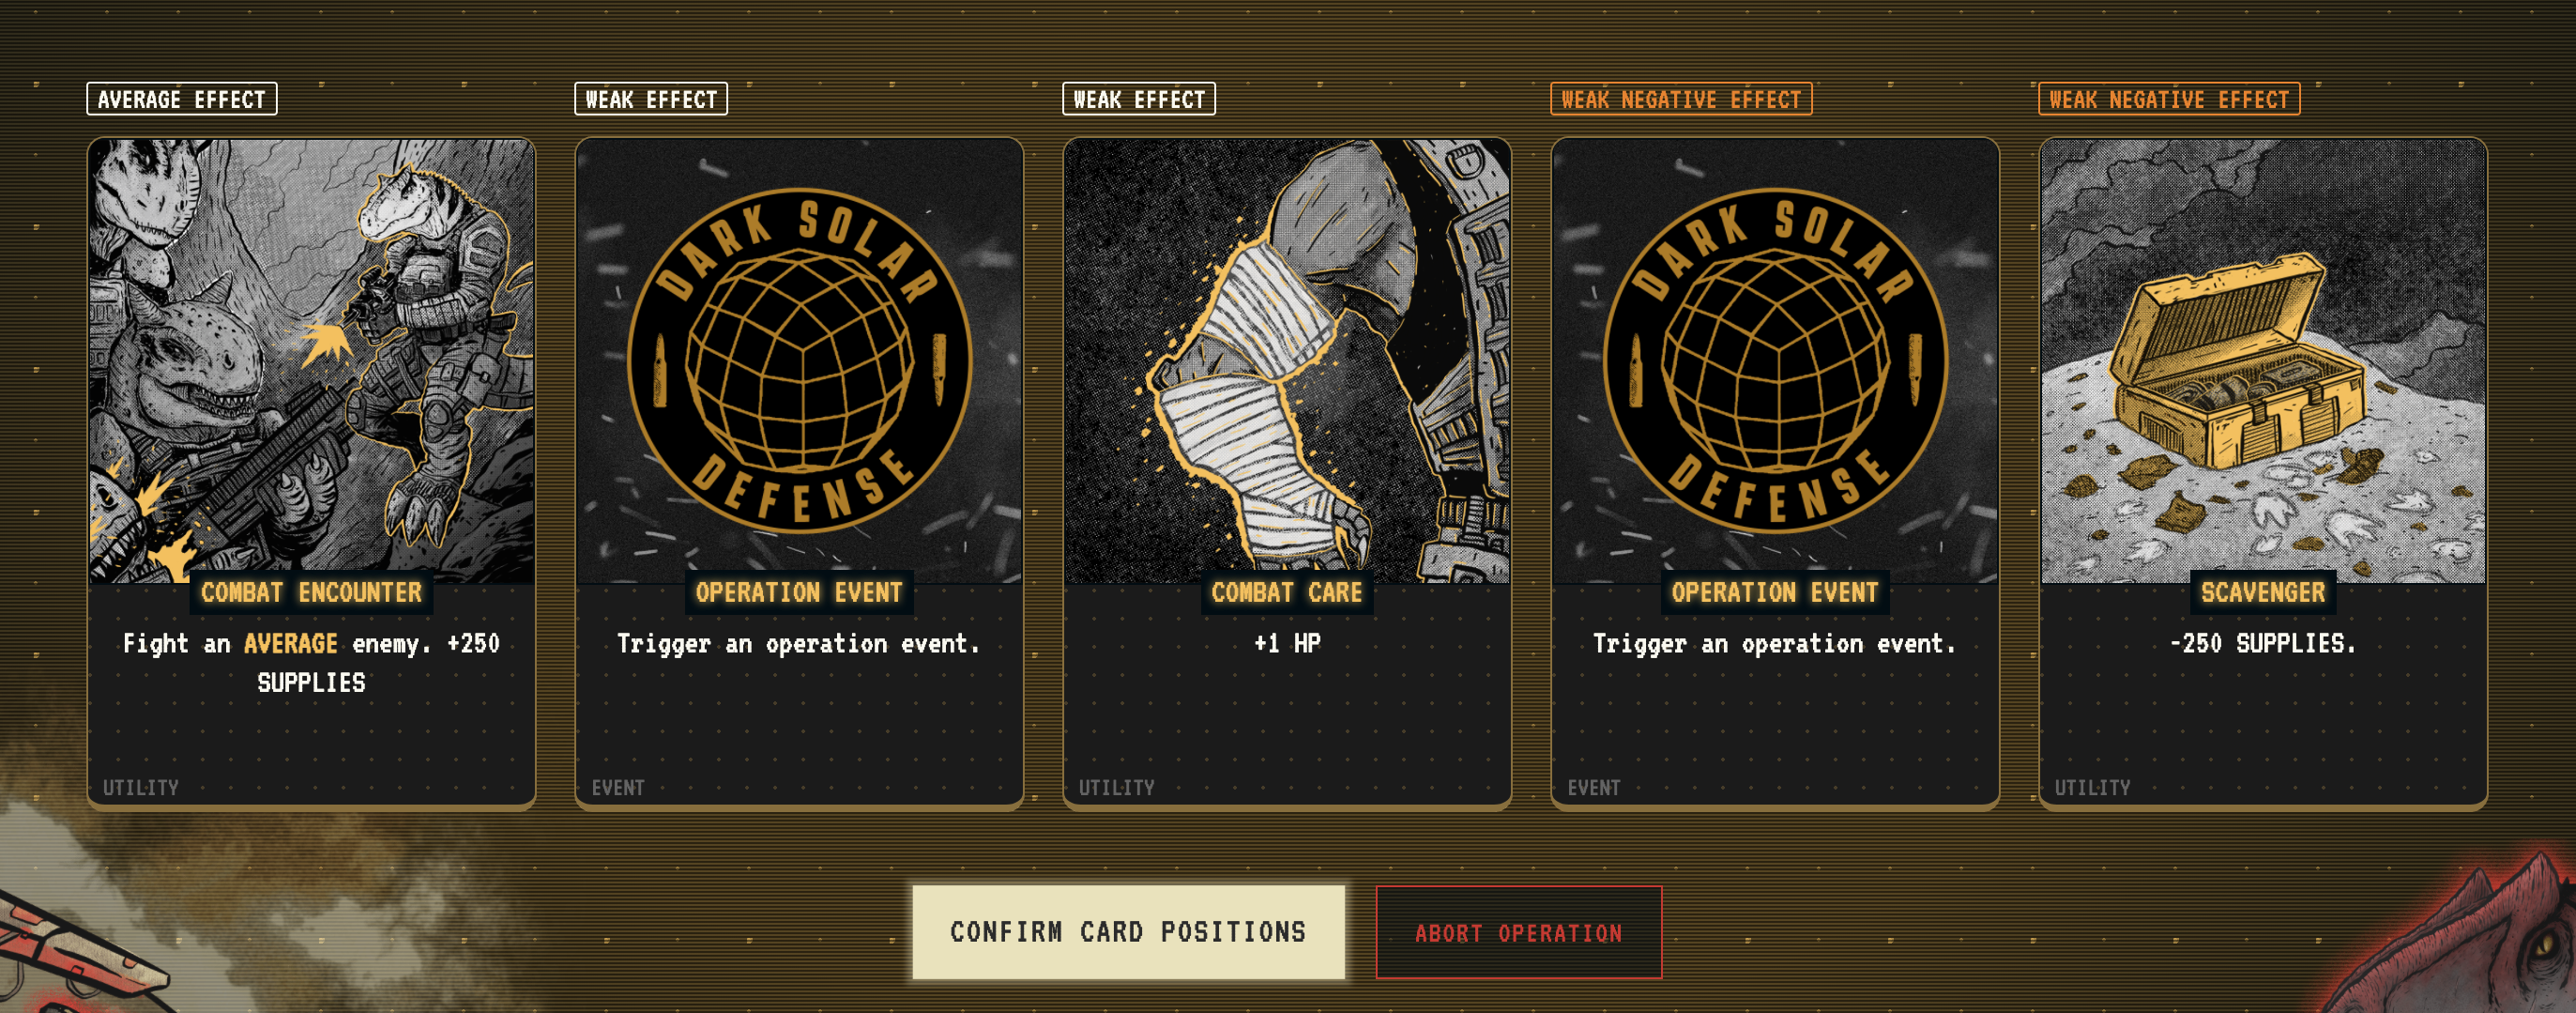 AVERAGE EFFECT
WEAK EFFECT
WEAK EFFECT
WEAK NEGATIVE EFFECT
WEAK NEGATIVE EFFECT
COMBAT ENCOUNTER
Fight an AVERAGE enemy. +250
SUPPLIES
UTILITY
DARK SOLAR
DEFENSE
OPERATION EVENT
Trigger an operation event.
EVENT
COMBAT CARE
+1 HP
UTILITY
DARK SOLAR
DEFENSE
OPERATION EVENT
Trigger an operation event.
EVENT
SCAVENGER
-250 SUPPLIES.
UTILITY
CONFIRM CARD POSITIONS
ABORT OPERATION